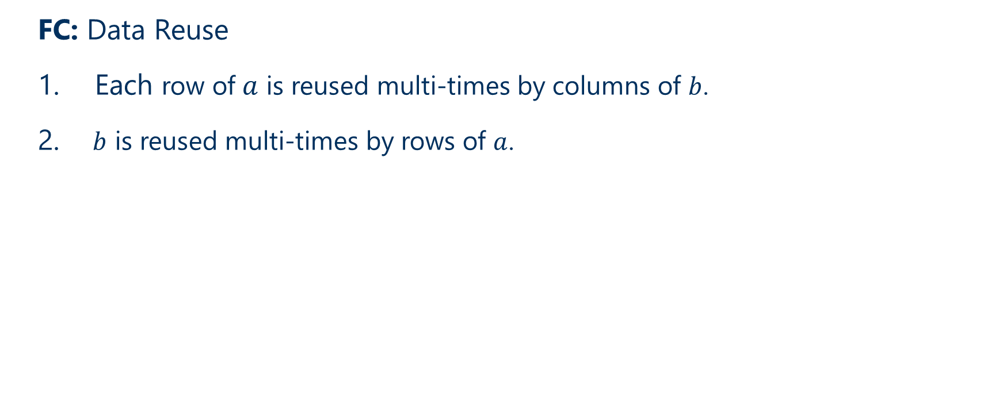 FC: Data Reuse
1. Each row of a is reused multi-times by columns of b.
2. b is reused multi-times by rows of a.